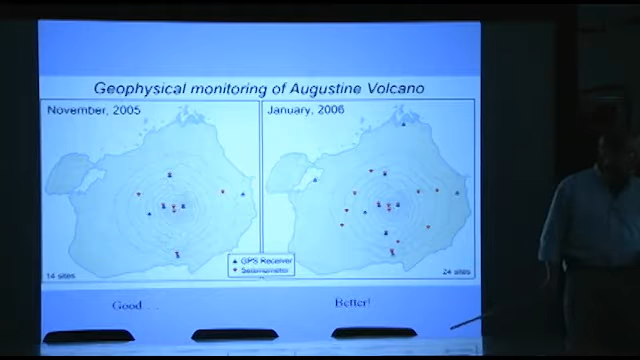 Geophysical monitoring of Augustine Volcano
November, 2005
January, 2006
GPS Receiver
Seismometer
14 sites
24 sites
Good . . .
Better!